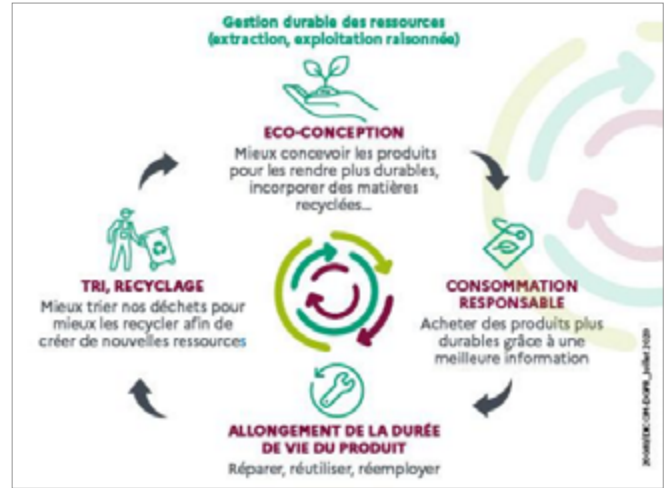 Gestion durable des ressources
(extraction, exploitation raisonnée)
ECO-CONCEPTION
Mieux concevoir les produits
pour les rendre plus durables,
incorporer des matières
recyclées...
CONSOMMATION
RESPONSABLE
Acheter des produits plus
durables grâce à une
meilleure information
ALLONGEMENT DE LA DURÉE
DE VIE DU PRODUIT
Réparer, réutiliser, réemployer
TRI, RECYCLAGE
Mieux trier nos déchets pour
mieux les recycler afin de
créer de nouvelles ressources
juillet 2020